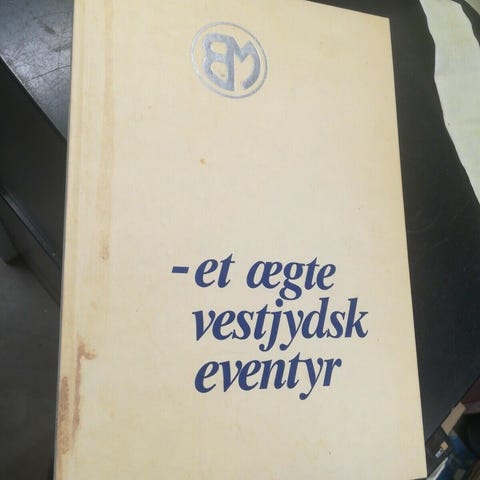 BM
- et ægte
vestjydsk
eventyr